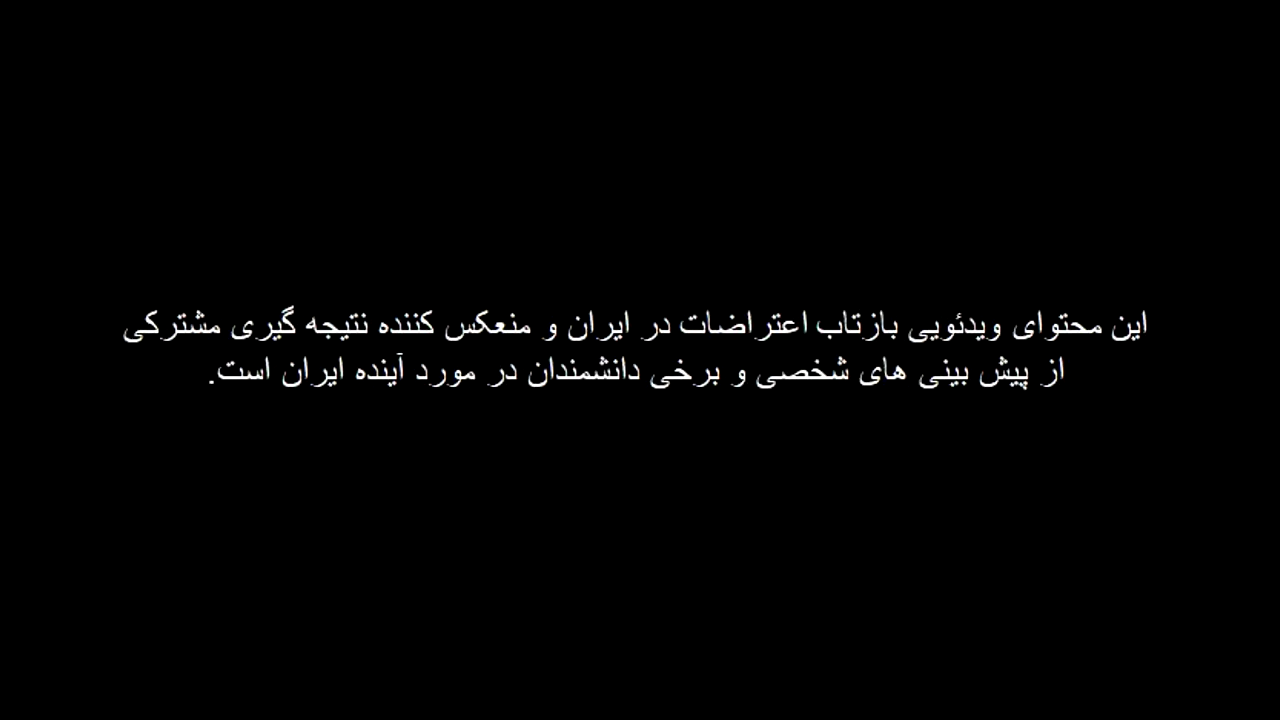 این محتوای ویدئویی بازتاب اعتراضات در ایران و منعکس کننده نتیجه گیری مشترکی
از پیش بینی های شخصی و برخی دانشمندان در مورد آینده ایران است.